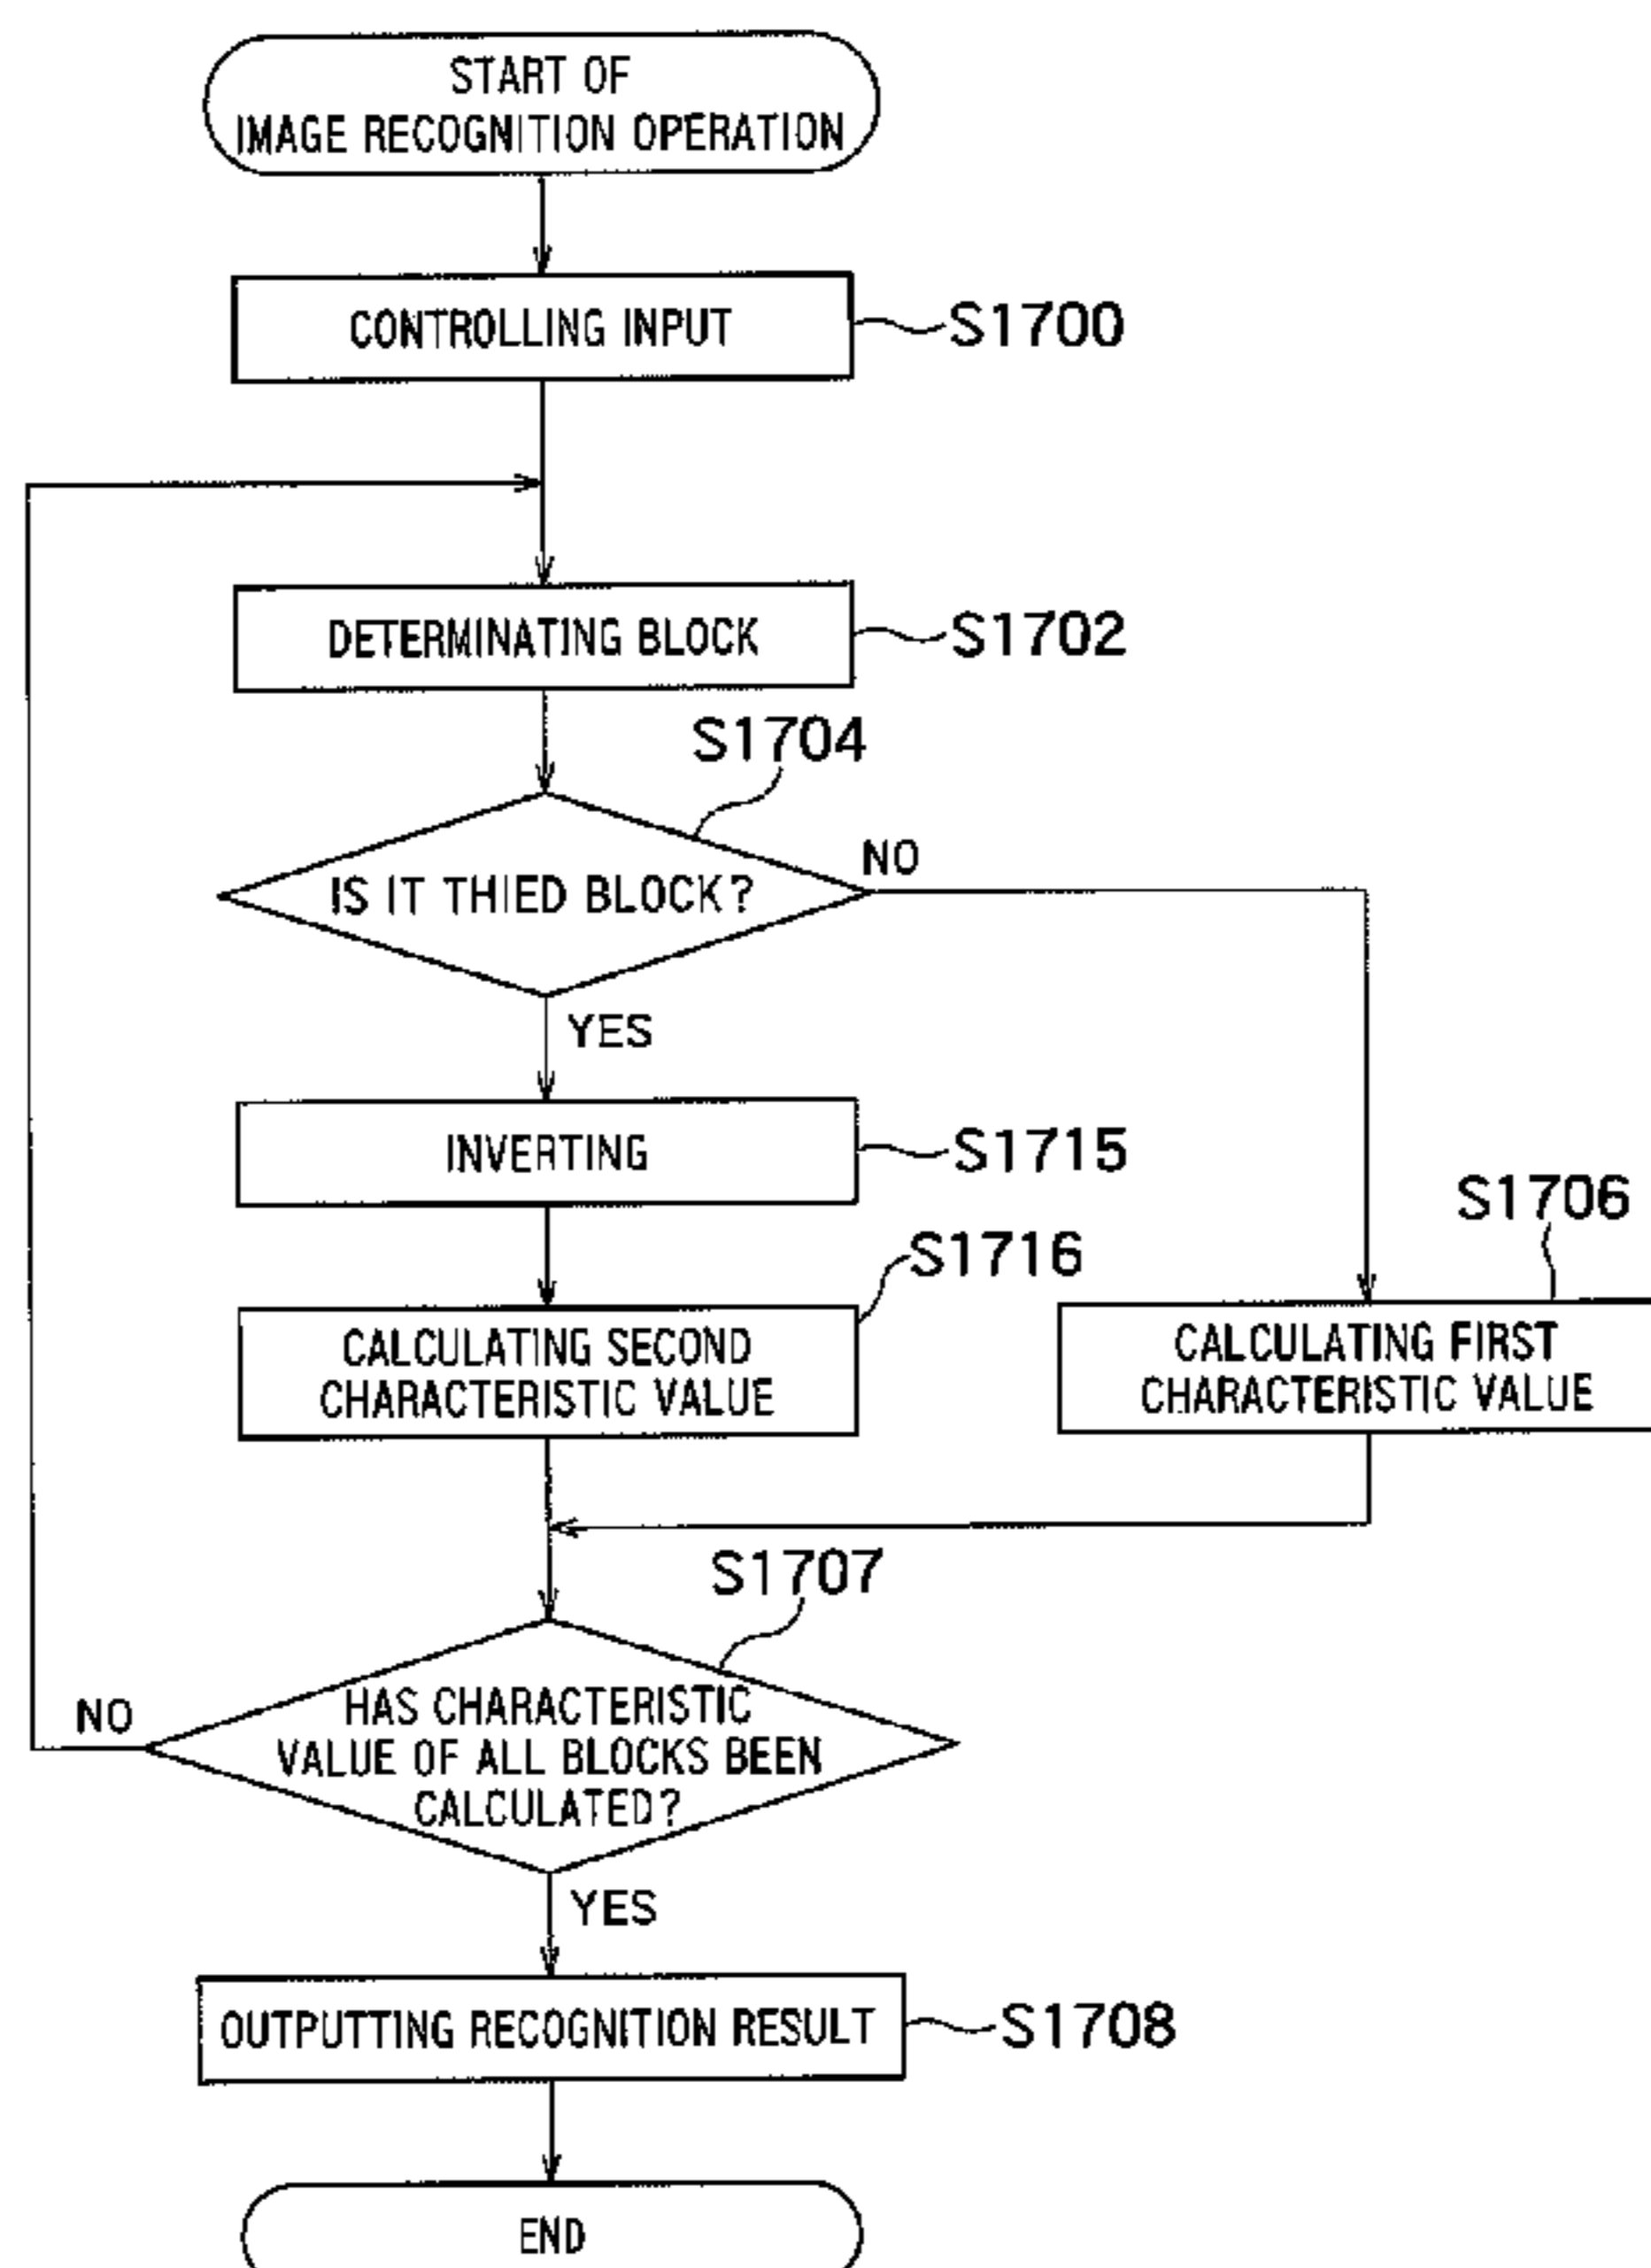 START OF
IMAGE RECOGNITION OPERATION
CONTROLLING INPUT
S1700
DETERMINATING BLOCK
S1702
S1704
IS IT THIED BLOCK?
NO
YES
INVERTING
S1715
S1706
S1716
CALCULATING SECOND
CHARACTERISTIC VALUE
CALCULATING FIRST
CHARACTERISTIC VALUE
S1707
HAS CHARACTERISTIC
VALUE OF ALL BLOCKS BEEN
CALCULATED?
NO
YES
OUTPUTTING RECOGNITION RESULT
S1708
END